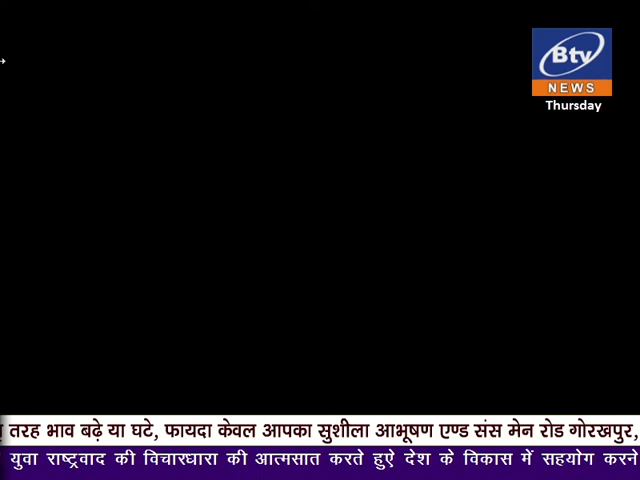 Btv
NEWS
Thursday
तरह भाव बढ़े या घटे, फायदा केवल आपका सुशीला आभूषण एण्ड संस मेन रोड गोरखपुर,
युवा राष्ट्रवाद की विचारधारा की आत्मसात करते हुऐ देश के विकास में सहयोग करने